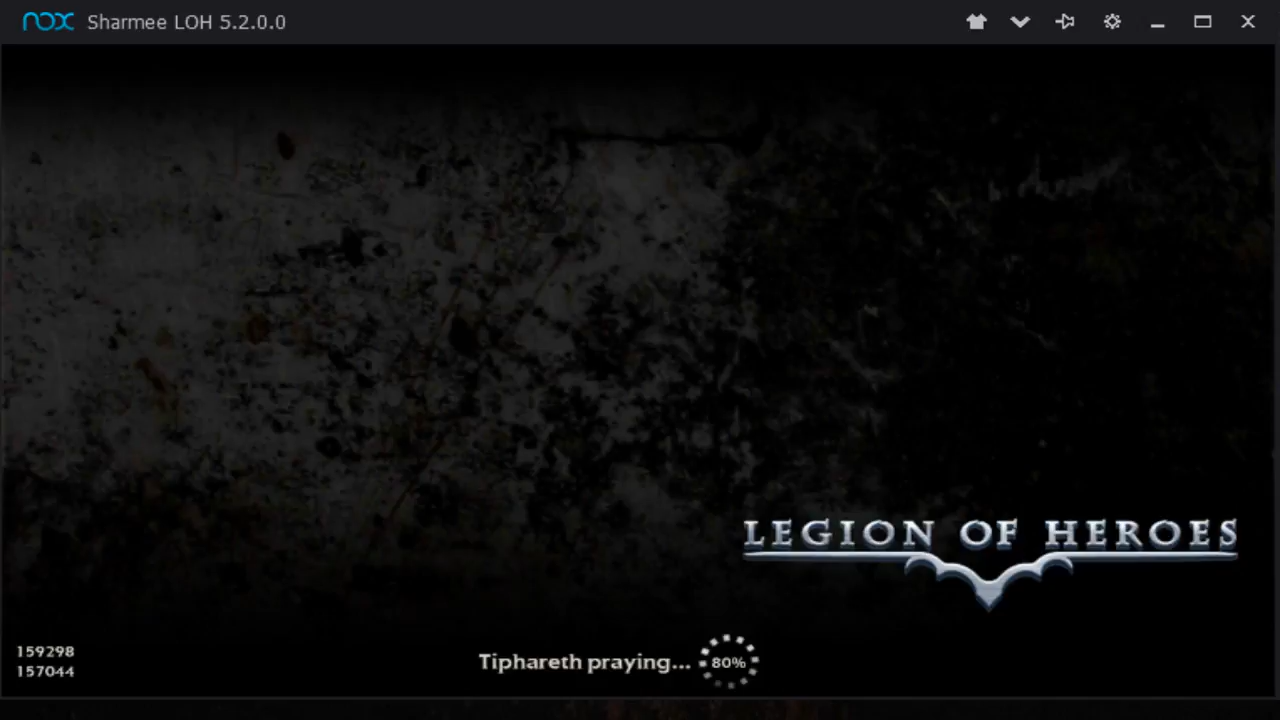 nox Sharmee LOH 5.2.0.0
LEGION OF HEROES
159298
157044
Tiphareth praying... 80%